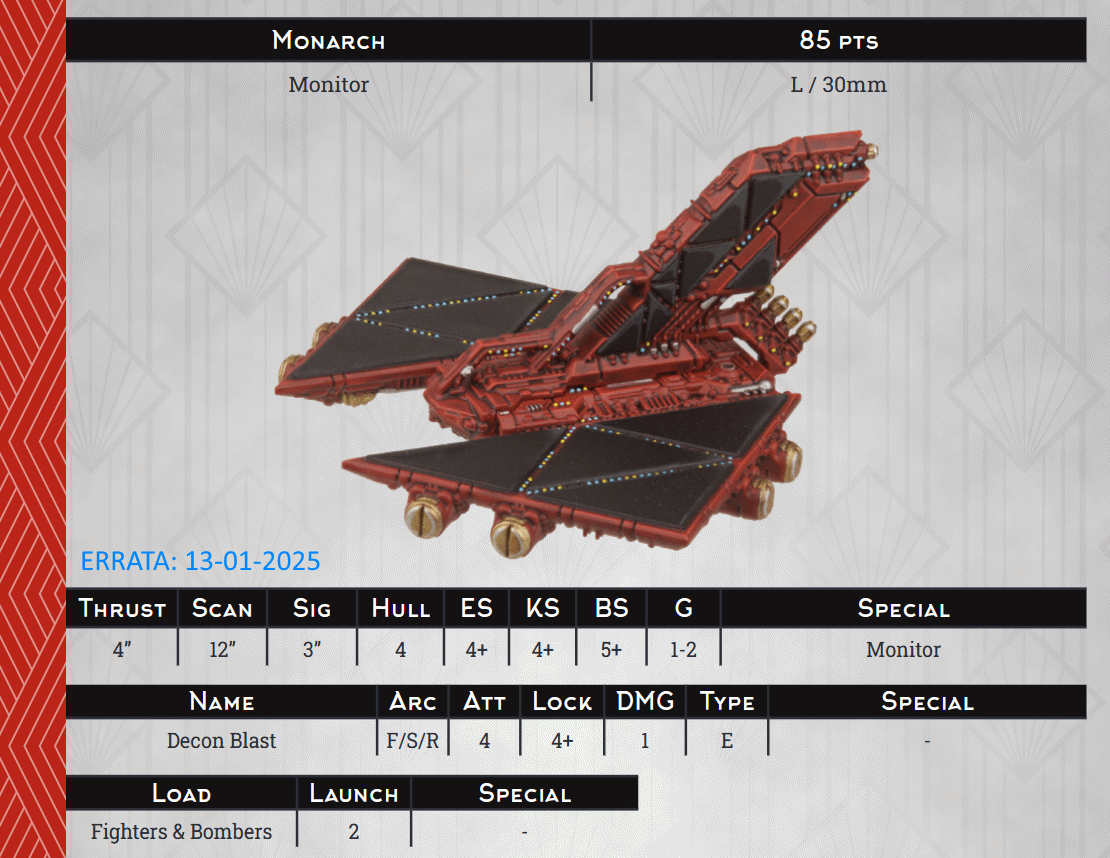 Monarch 85 pts
Monitor L / 30mm
ERRATA: 13-01-2025
Thrust Scan Sig Hull ES KS BS G Special
4” 12” 3” 4 4+ 4+ 5+ 1-2 Monitor
Name Arc Att Lock DMG Type Special
Decon Blast F/S/R 4 4+ 1 E -
Load Launch Special
Fighters & Bombers 2 -